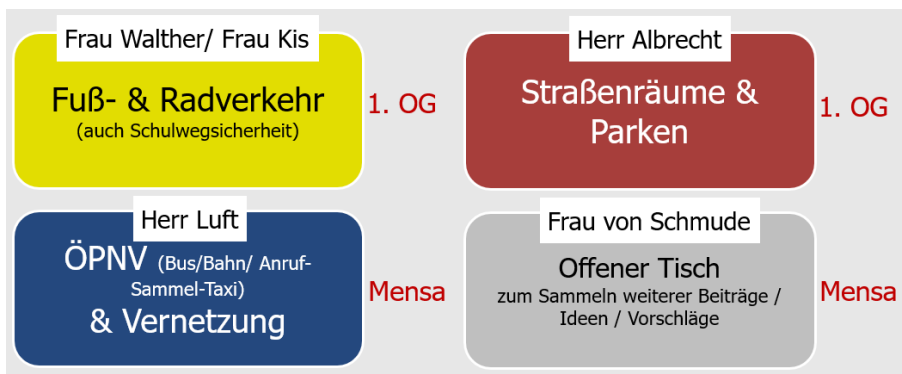 Frau Walther/ Frau Kis
Fuß- & Radverkehr
(auch Schulwegsicherheit)
1. OG
Herr Albrecht
Straßenräume &
Parken
1. OG
Herr Luft
ÖPNV (Bus/Bahn/ Anruf-
Sammel-Taxi)
& Vernetzung
Mensa
Frau von Schmude
Offener Tisch
zum Sammeln weiterer Beiträge /
Ideen / Vorschläge
Mensa